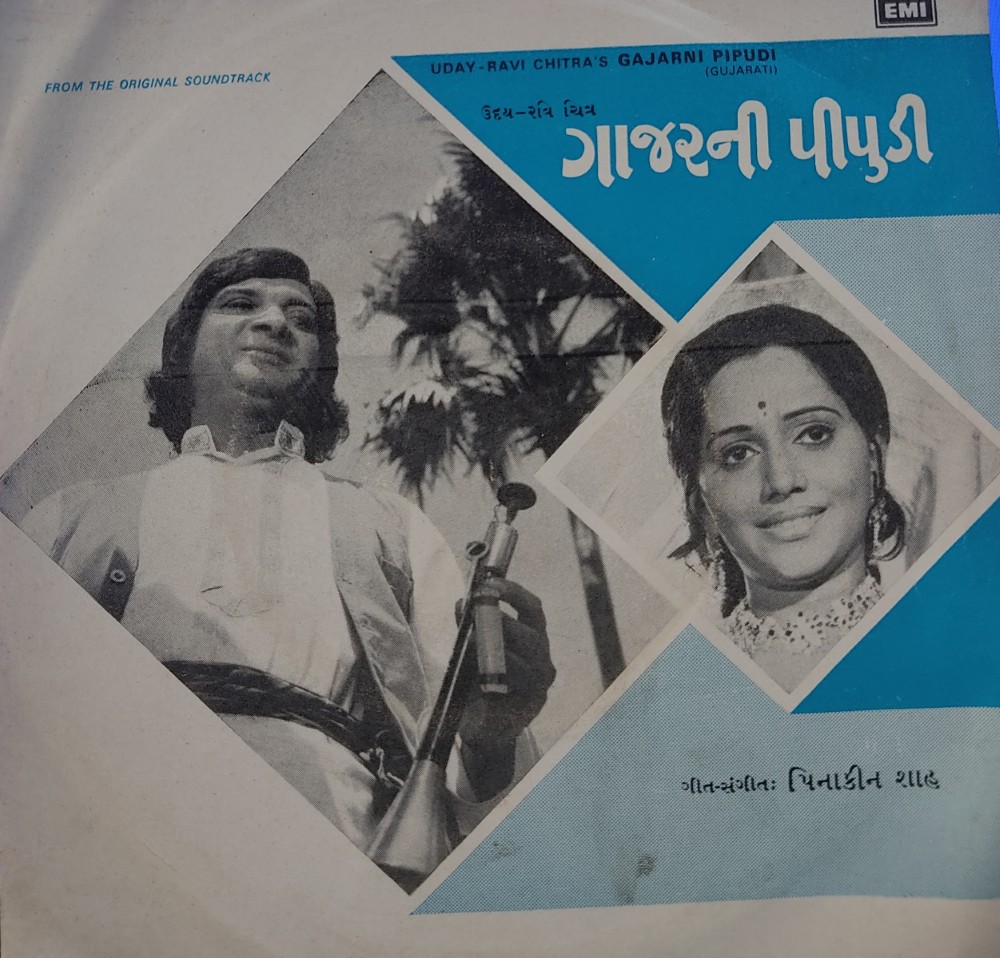 EMI
FROM THE ORIGINAL SOUNDTRACK
UDAY-RAVI CHITRA'S GAJARNI PIPUDI
(GUJARATI)
ઉદય-રવિ ચિત્ર
ગાજરની પીપુડી
ગીત-સંગીત: પિનાકીન શાહ